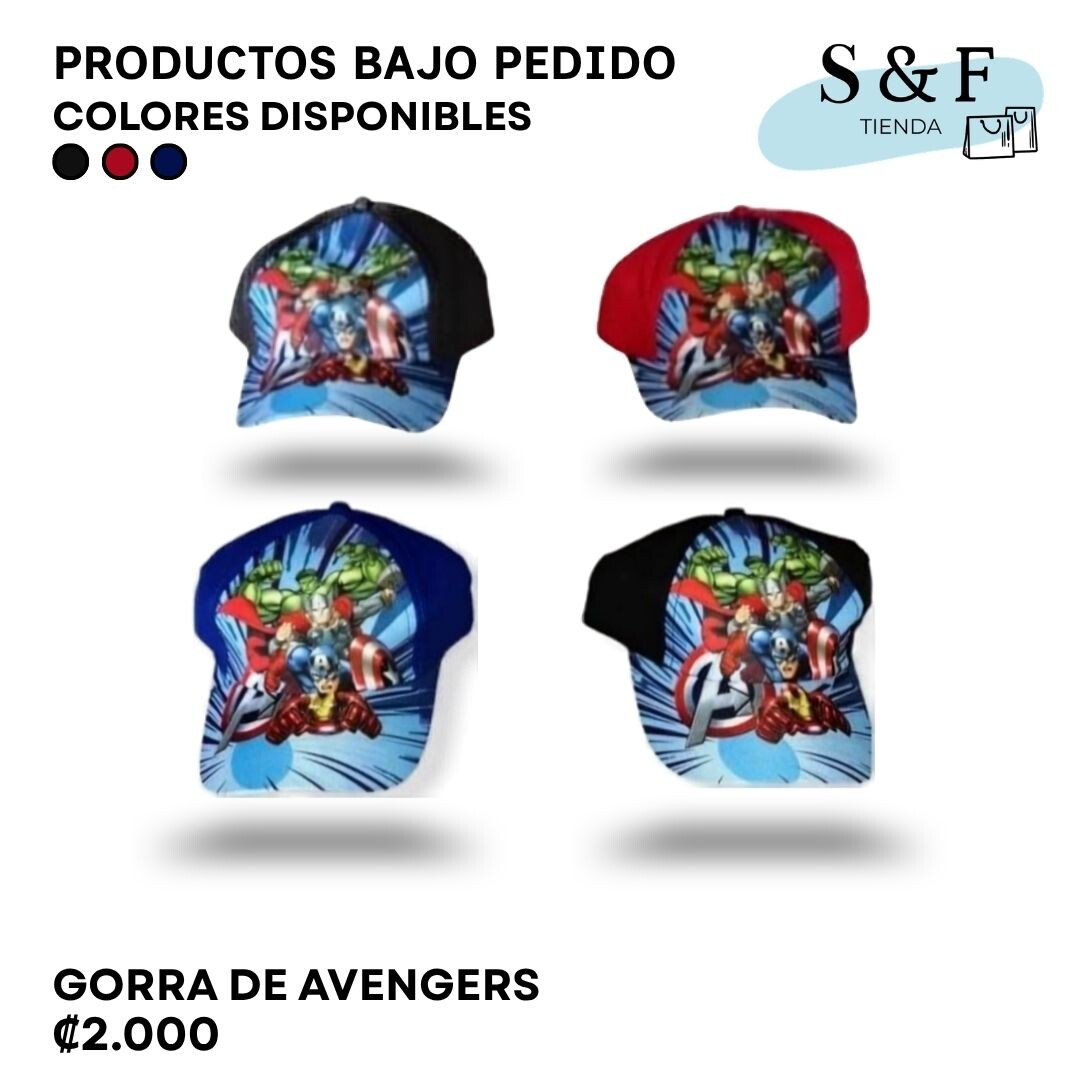 PRODUCTOS BAJO PEDIDO
COLORES DISPONIBLES
S & F
TIENDA
GORRA DE AVENGERS
₡2.000